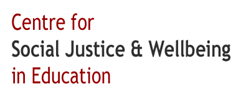 Centre for
Social Justice & Wellbeing
in Education